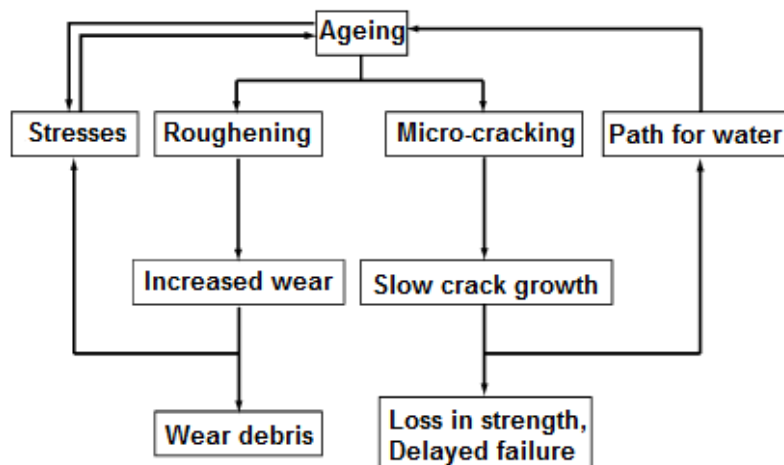 Ageing
Stresses
Roughening
Micro-cracking
Path for water
Increased wear
Slow crack growth
Wear debris
Loss in strength,
Delayed failure